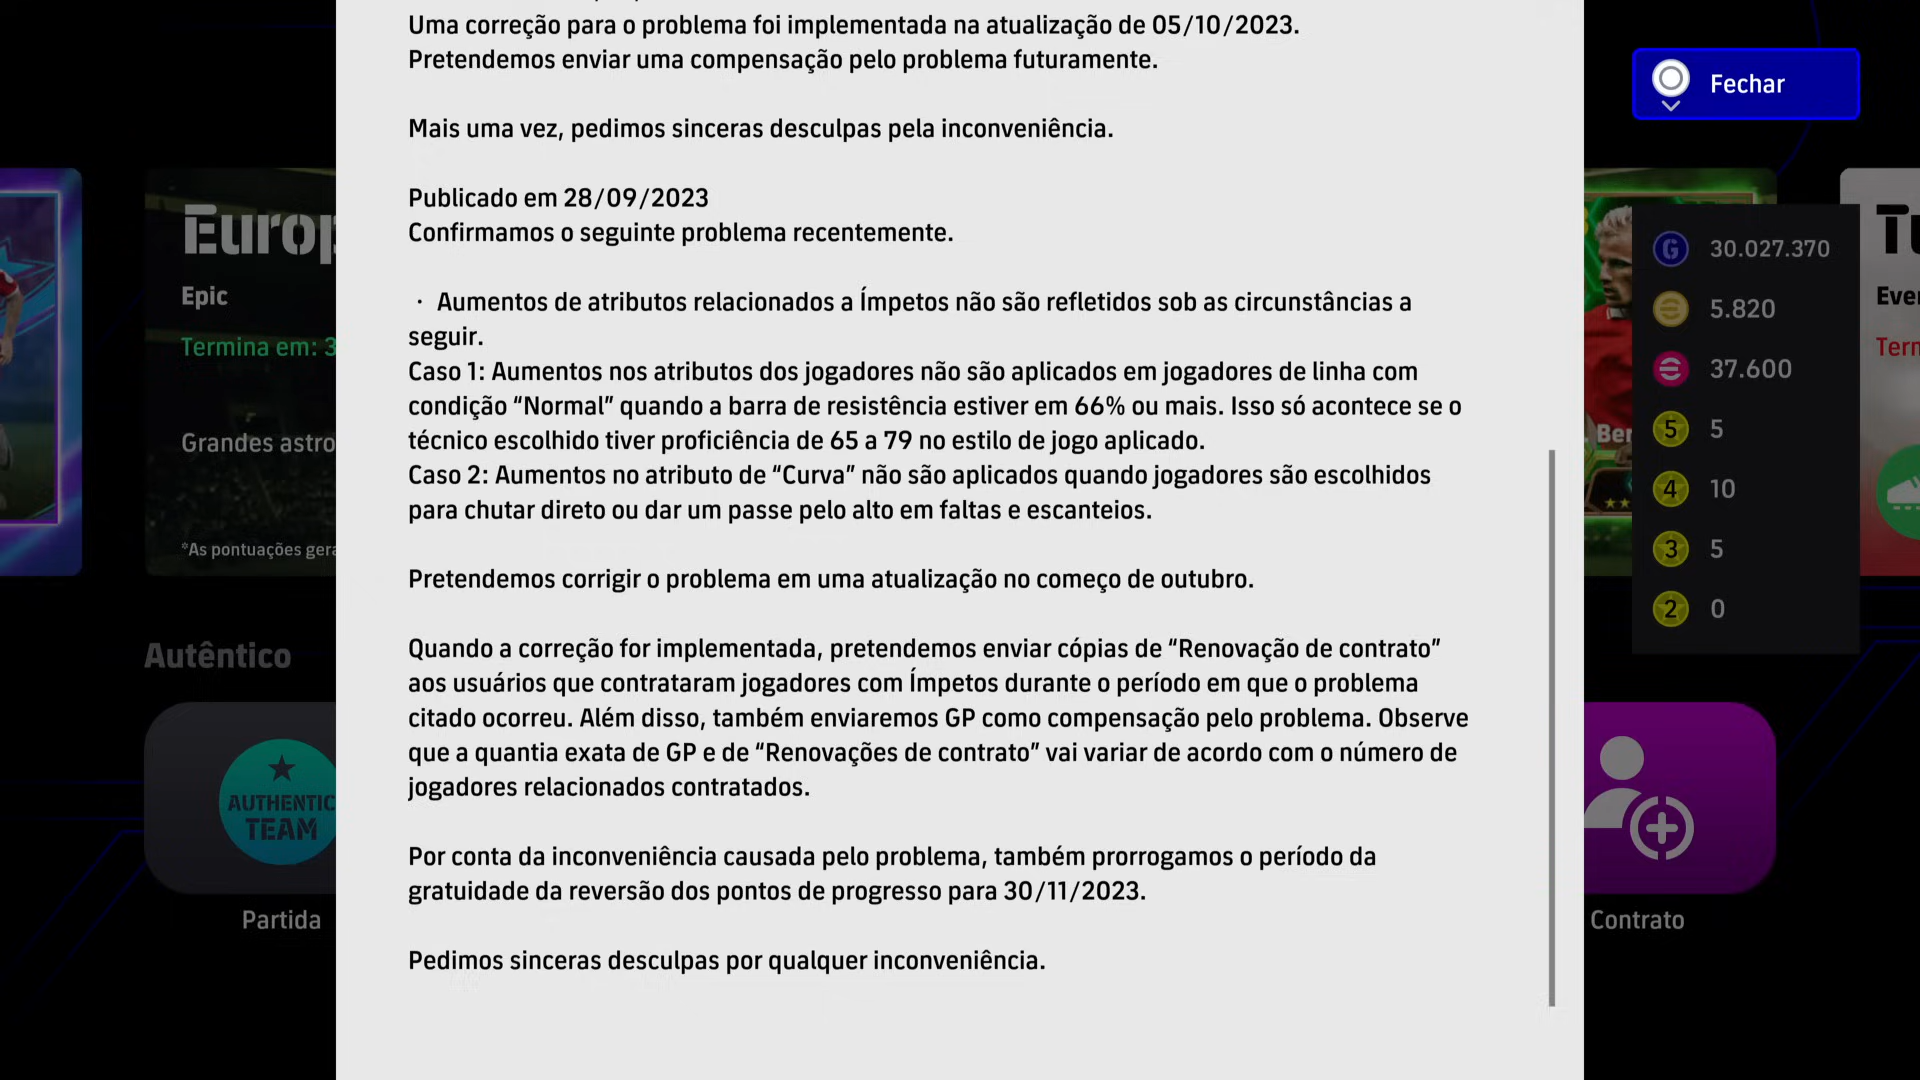 Uma correção para o problema foi implementada na atualização de 05/10/2023.
Pretendemos enviar uma compensação pelo problema futuramente.
Mais uma vez, pedimos sinceras desculpas pela inconveniência.
Publicado em 28/09/2023
Confirmamos o seguinte problema recentemente.
· Aumentos de atributos relacionados a Ímpetos não são refletidos sob as circunstâncias a
seguir.
Caso 1: Aumentos nos atributos dos jogadores não são aplicados em jogadores de linha com
condição “Normal” quando a barra de resistência estiver em 66% ou mais. Isso só acontece se o
técnico escolhido tiver proficiência de 65 a 79 no estilo de jogo aplicado.
Caso 2: Aumentos no atributo de “Curva” não são aplicados quando jogadores são escolhidos
para chutar direto ou dar um passe pelo alto em faltas e escanteios.
Pretendemos corrigir o problema em uma atualização no começo de outubro.
Quando a correção for implementada, pretendemos enviar cópias de “Renovação de contrato”
aos usuários que contrataram jogadores com Ímpetos durante o período em que o problema
citado ocorreu. Além disso, também enviaremos GP como compensação pelo problema. Observe
que a quantia exata de GP e de “Renovações de contrato” vai variar de acordo com o número de
jogadores relacionados contratados.
Por conta da inconveniência causada pelo problema, também prorrogamos o período da
gratuidade da reversão dos pontos de progresso para 30/11/2023.
Pedimos sinceras desculpas por qualquer inconveniência.
Fechar
G 30.027.370
5.820
37.600
5 5
4 10
3 5
2 0
Europ
Epic
Termina em: 3
Grandes astro
*As pontuações gera
Autêntico
AUTHENTIC
TEAM
Partida
Ber
Tu
Eve
Tern
Contrato